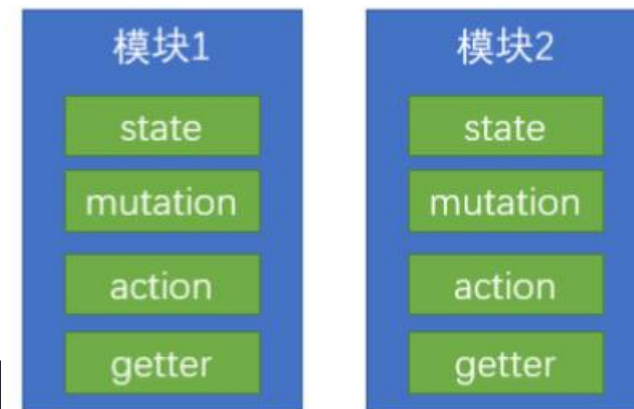 模块1
state
mutation
action
getter
模块2
state
mutation
action
getter